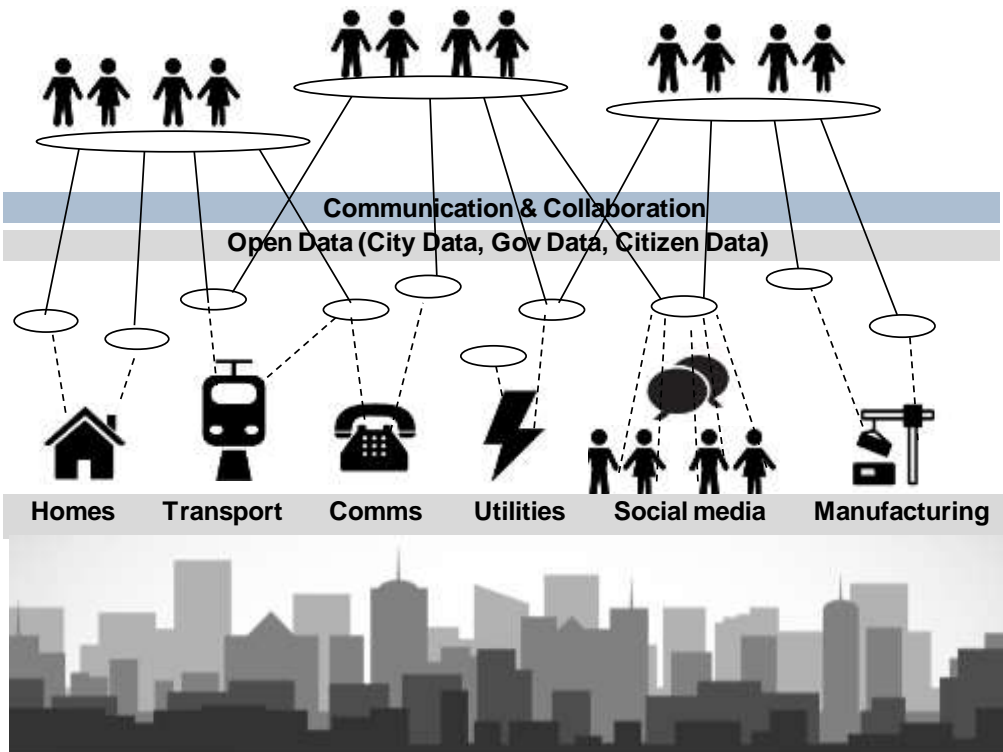 Communication & Collaboration
Open Data (City Data, Gov Data, Citizen Data)
Homes Transport Comms Utilities Social media Manufacturing